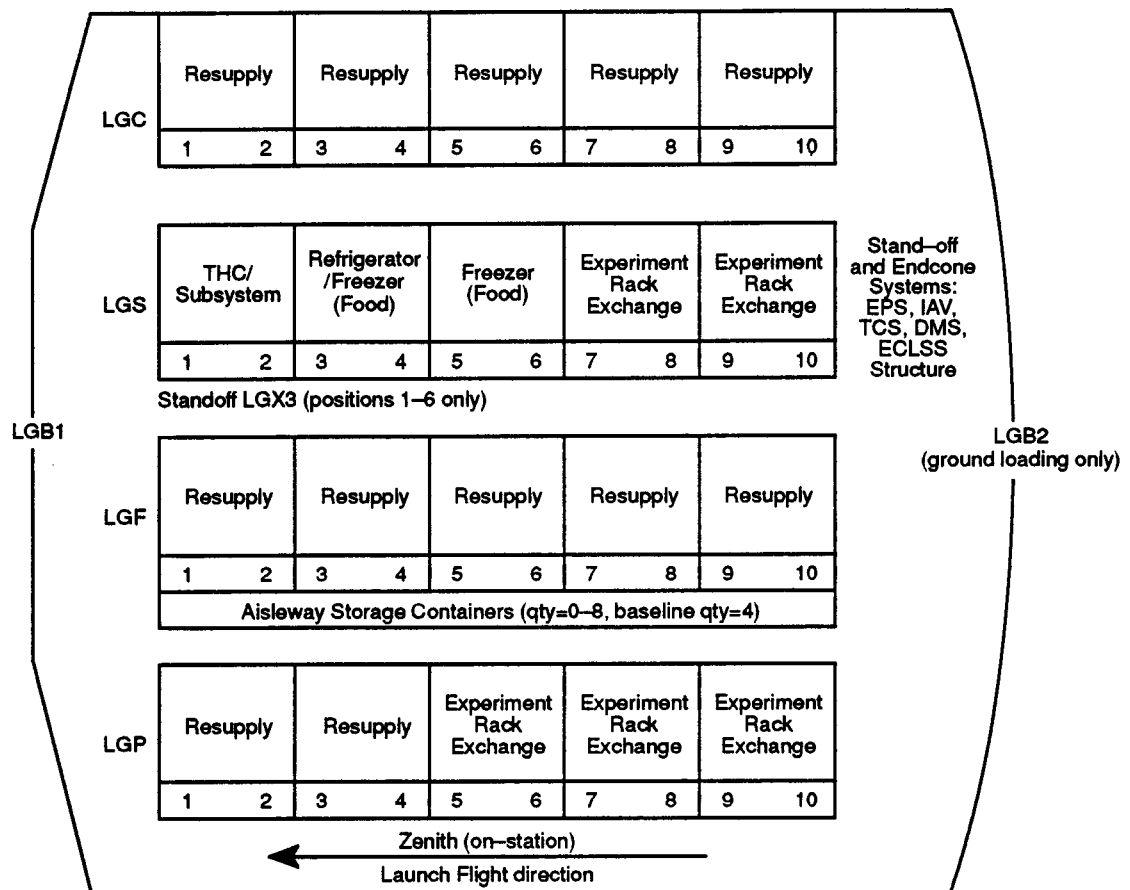 Resupply Resupply Resupply Resupply Resupply
LGC
1 2 3 4 5 6 7 8 9 10
THC/
Subsystem
Refrigerator
/Freezer
(Food)
Freezer
(Food)
Experiment
Rack
Exchange
Experiment
Rack
Exchange
Stand–off
and Endcone
Systems:
EPS, IAV,
TCS, DMS,
ECLSS
Structure
LGS
1 2 3 4 5 6 7 8 9 10
Standoff LGX3 (positions 1–6 only)
LGB1
LGB2
(ground loading only)
Resupply Resupply Resupply Resupply Resupply
LGF
1 2 3 4 5 6 7 8 9 10
Aisleway Storage Containers (qty=0–8, baseline qty=4)
Resupply Resupply
Experiment
Rack
Exchange
Experiment
Rack
Exchange
Experiment
Rack
Exchange
LGP
1 2 3 4 5 6 7 8 9 10
Zenith (on–station)
Launch Flight direction